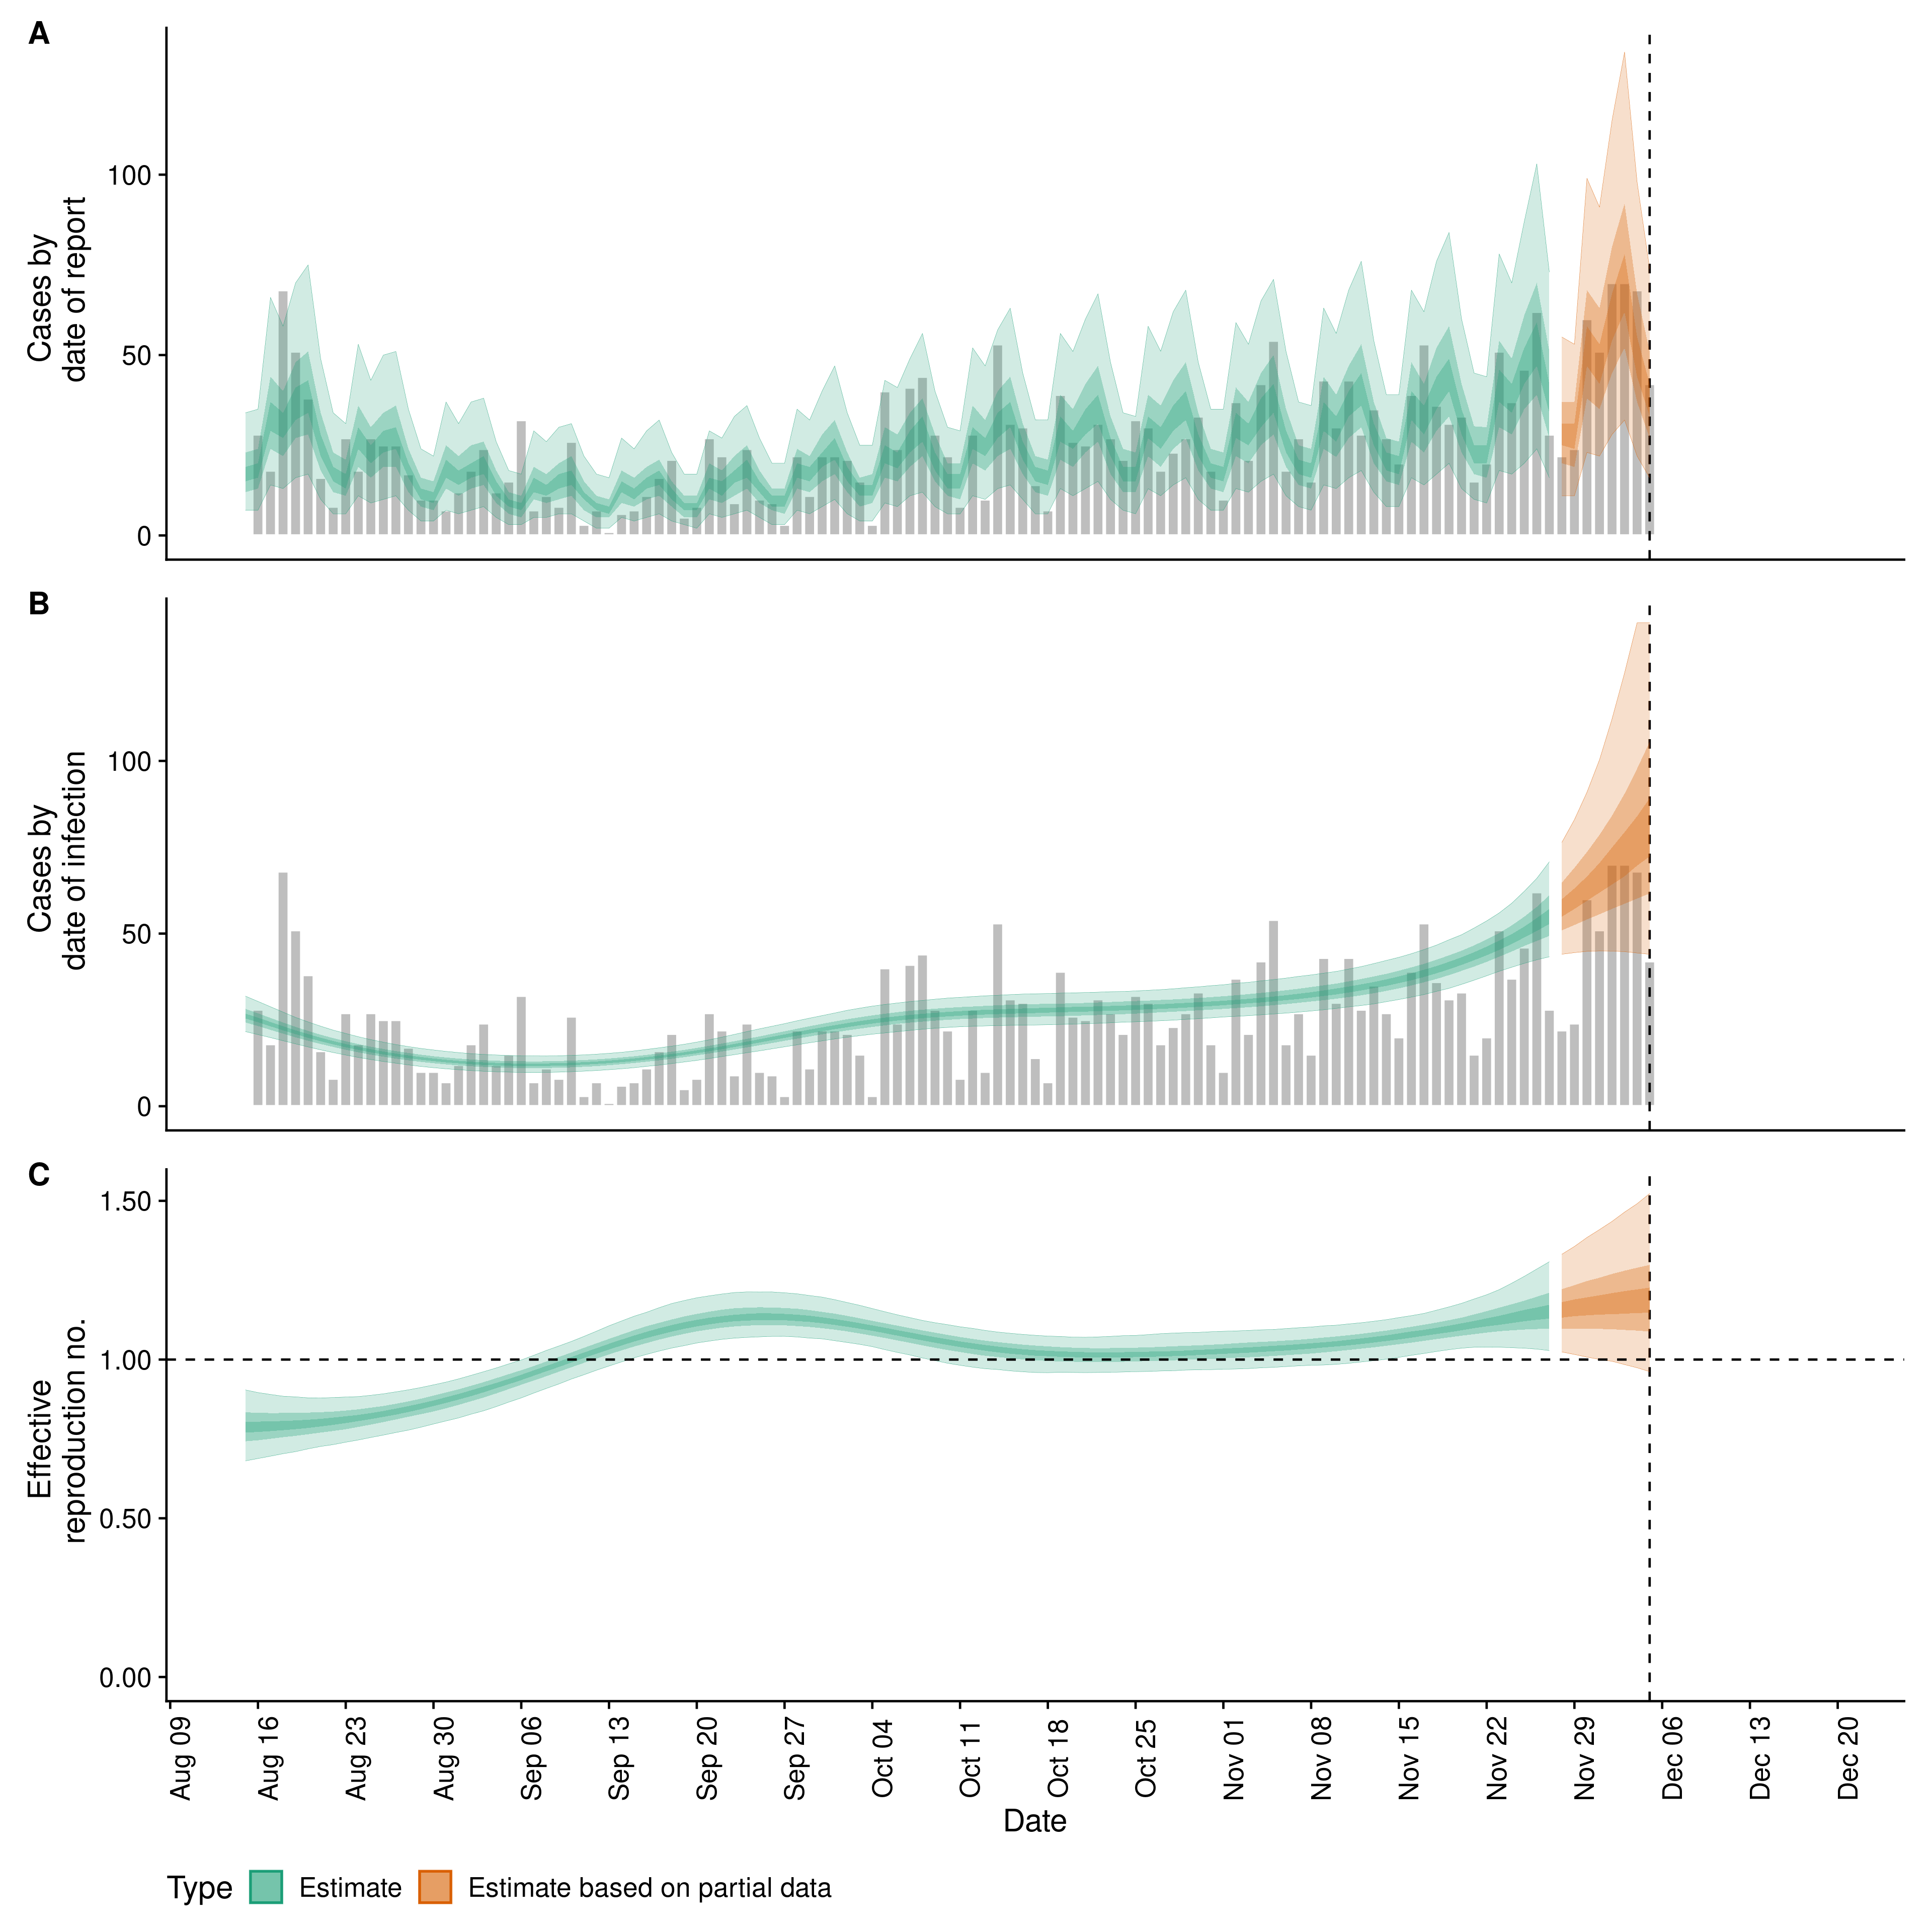 A
Cases by
date of report
100
50
0
B
Cases by
date of infection
100
50
0
C
Effective
reproduction no.
1.50
1.00
0.50
0.00
Aug 09
Aug 16
Aug 23
Aug 30
Sep 06
Sep 13
Sep 20
Sep 27
Oct 04
Oct 11
Oct 18
Oct 25
Nov 01
Nov 08
Nov 15
Nov 22
Nov 29
Dec 06
Dec 13
Dec 20
Date
Type Estimate Estimate based on partial data